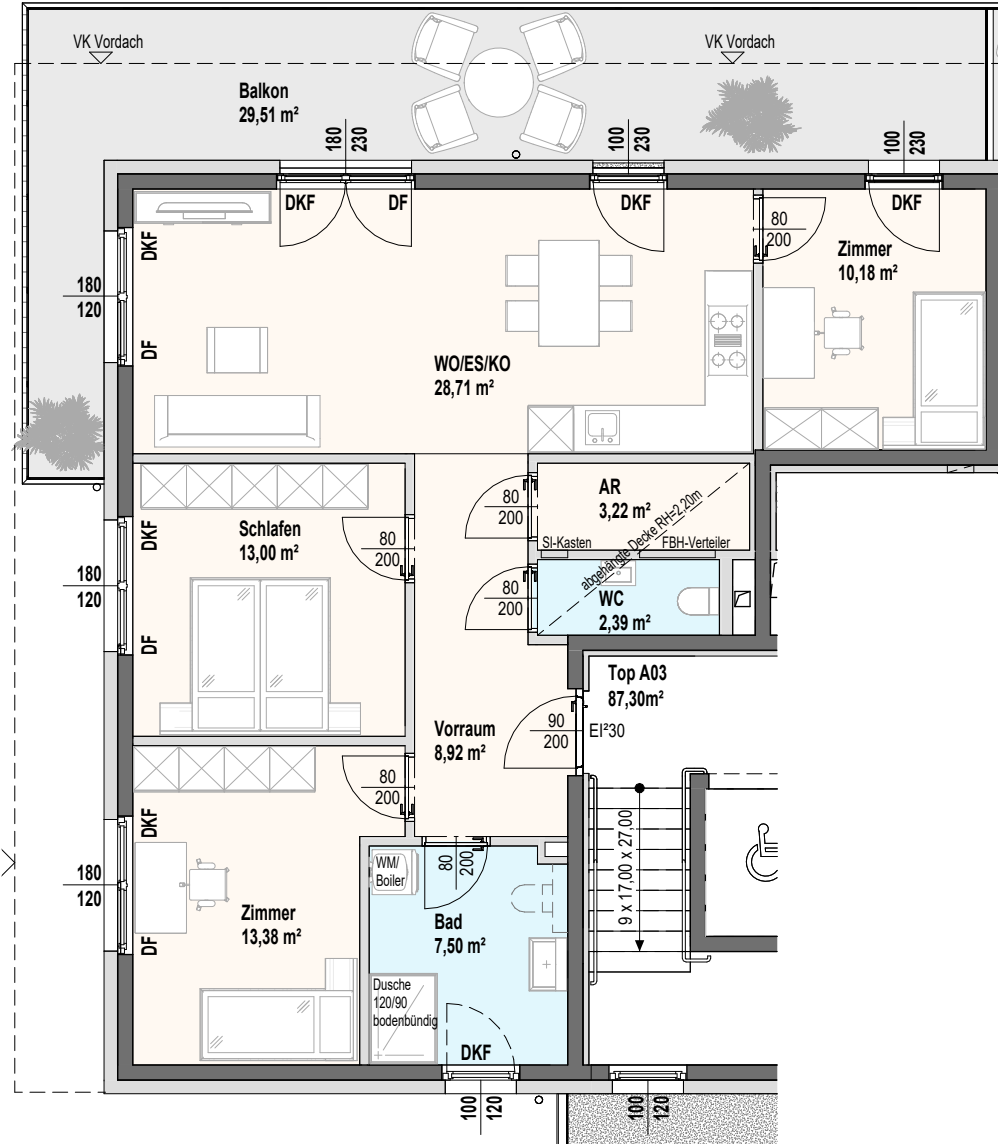 VK Vordach
VK Vordach
Balkon
29,51 m²
180
230
100
230
100
230
DKF
DF
DKF
DKF
80
200
Zimmer
10,18 m²
DKF
180
120
DF
WO/ES/KO
28,71 m²
80
200
AR
3,22 m²
SI-Kasten
FBH-Verteiler
abgehängte Decke RH=2,20m
Schlafen
13,00 m²
80
200
DKF
180
120
DF
80
200
WC
2,39 m²
Top A03
87,30m²
90
200
EI²30
Vorraum
8,92 m²
80
200
DKF
180
120
DF
Zimmer
13,38 m²
WM/
Boiler
80
200
Bad
7,50 m²
9 x 17,00 x 27,00
Dusche
120/90
bodenbündig
DKF
100
120
100
120